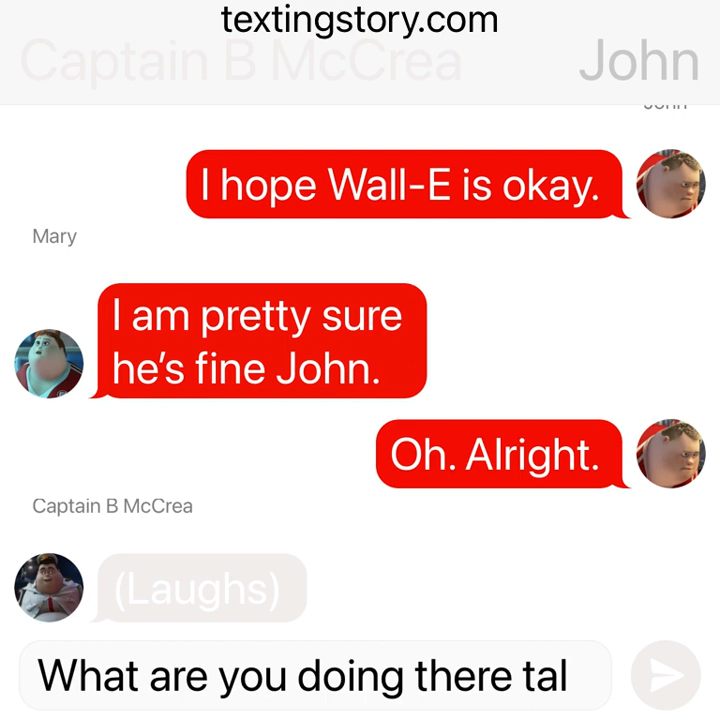 textingstory.com
Captain B McCrea
John
John
I hope Wall-E is okay.
Mary
I am pretty sure
he's fine John.
Oh. Alright.
Captain B McCrea
(Laughs)
What are you doing there tal